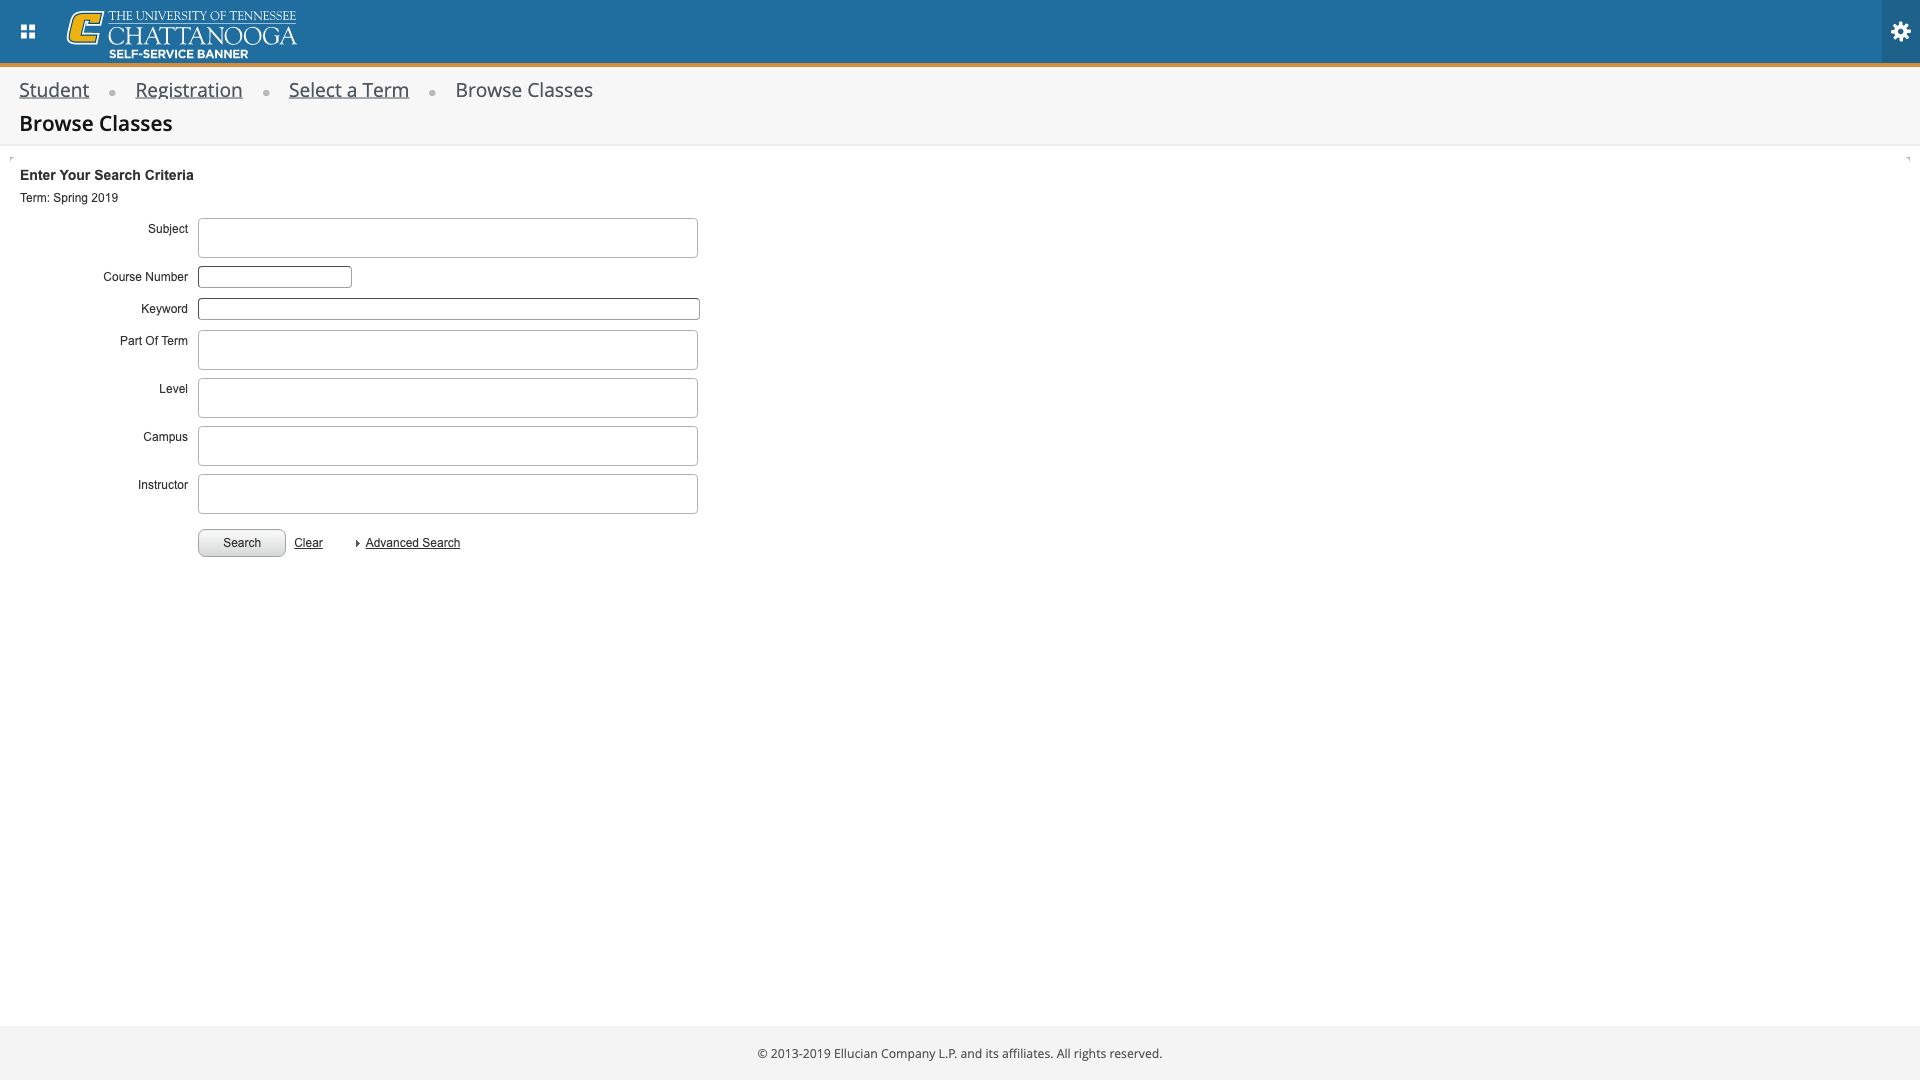 THE UNIVERSITY OF TENNESSEE
CHATTANOOGA
SELF-SERVICE BANNER
Student • Registration • Select a Term • Browse Classes
Browse Classes
Enter Your Search Criteria
Term: Spring 2019
Subject
Course Number
Keyword
Part Of Term
Level
Campus
Instructor
Search Clear Advanced Search
© 2013-2019 Ellucian Company L.P. and its affiliates. All rights reserved.